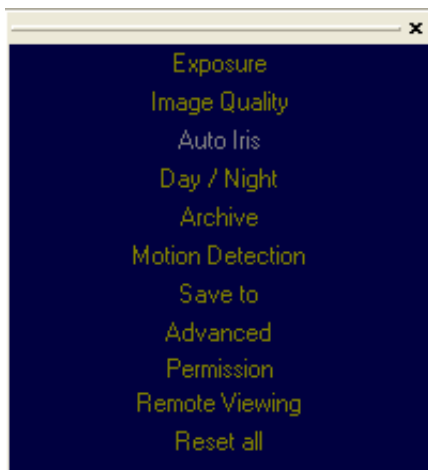 Exposure
Image Quality
Auto Iris
Day / Night
Archive
Motion Detection
Save to
Advanced
Permission
Remote Viewing
Reset all